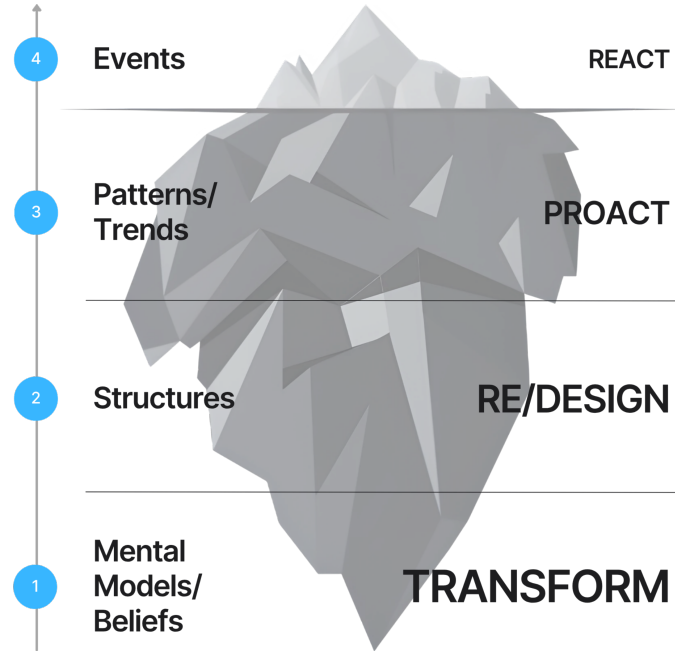 4
Events
REACT
3
Patterns/
Trends
PROACT
2
Structures
RE/DESIGN
1
Mental
Models/
Beliefs
TRANSFORM